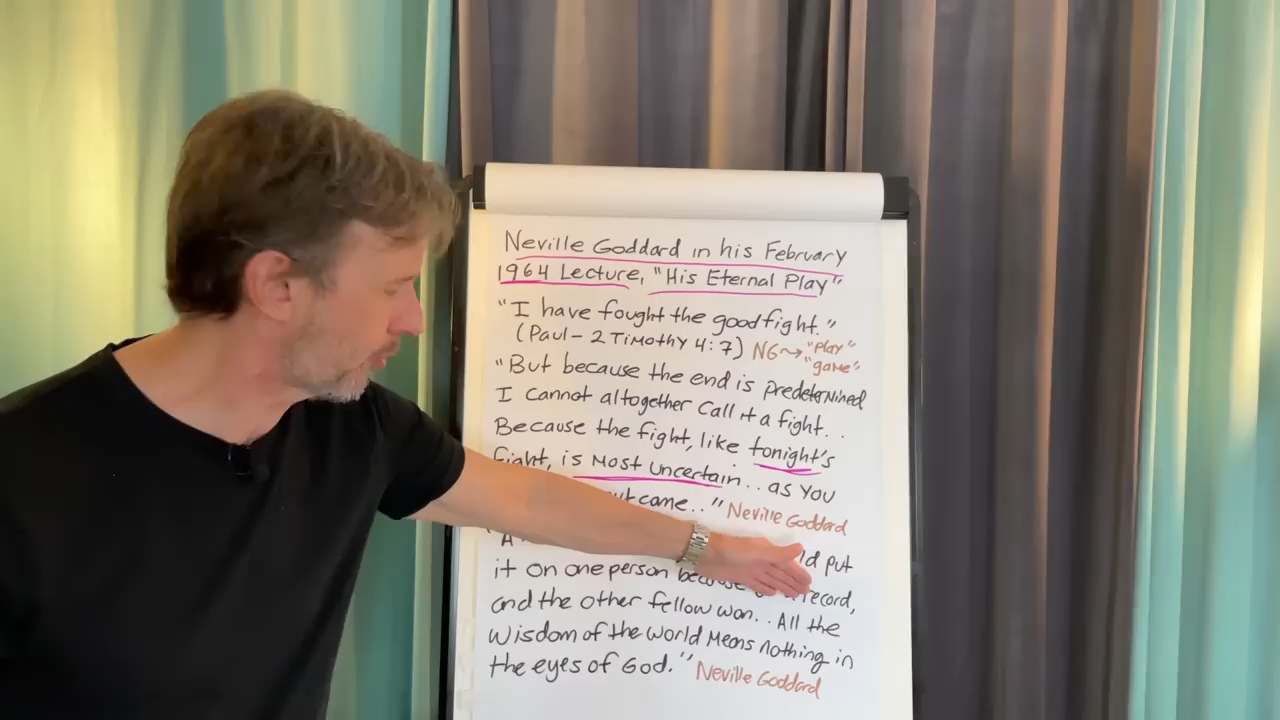 Neville Goddard in his February
1964 Lecture, "His Eternal Play"
"I have fought the good fight."
(Paul - 2 Timothy 4:7) NG → "play"
"game"
"But because the end is predetermined
I cannot altogether call it a fight. .
Because the fight, like tonight's
fight, is most uncertain. . as you
come. ." Neville Goddard
"A put
it on one person because record,
and the other fellow won. . All the
wisdom of the world means nothing in
the eyes of God." Neville Goddard